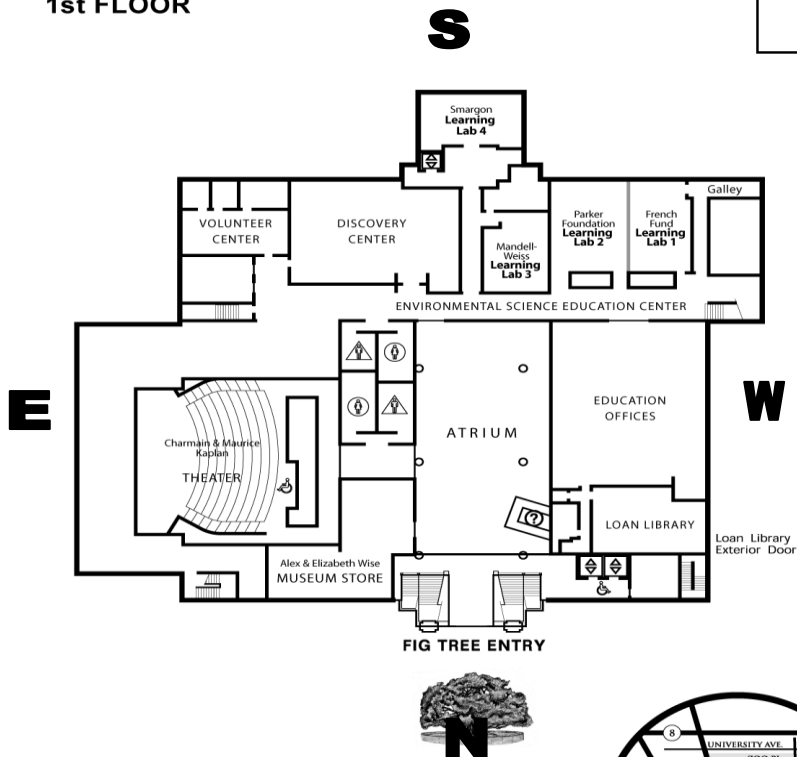 1st FLOOR
S
Smargon
Learning
Lab 4
Galley
VOLUNTEER
CENTER
DISCOVERY
CENTER
Mandell-
Weiss
Learning
Lab 3
Parker
Foundation
Learning
Lab 2
French
Fund
Learning
Lab 1
ENVIRONMENTAL SCIENCE EDUCATION CENTER
E
W
EDUCATION
OFFICES
ATRIUM
Charmain & Maurice
Kaplan
THEATER
?
LOAN LIBRARY
Loan Library
Exterior Door
Alex & Elizabeth Wise
MUSEUM STORE
FIG TREE ENTRY
N
8
UNIVERSITY AVE.